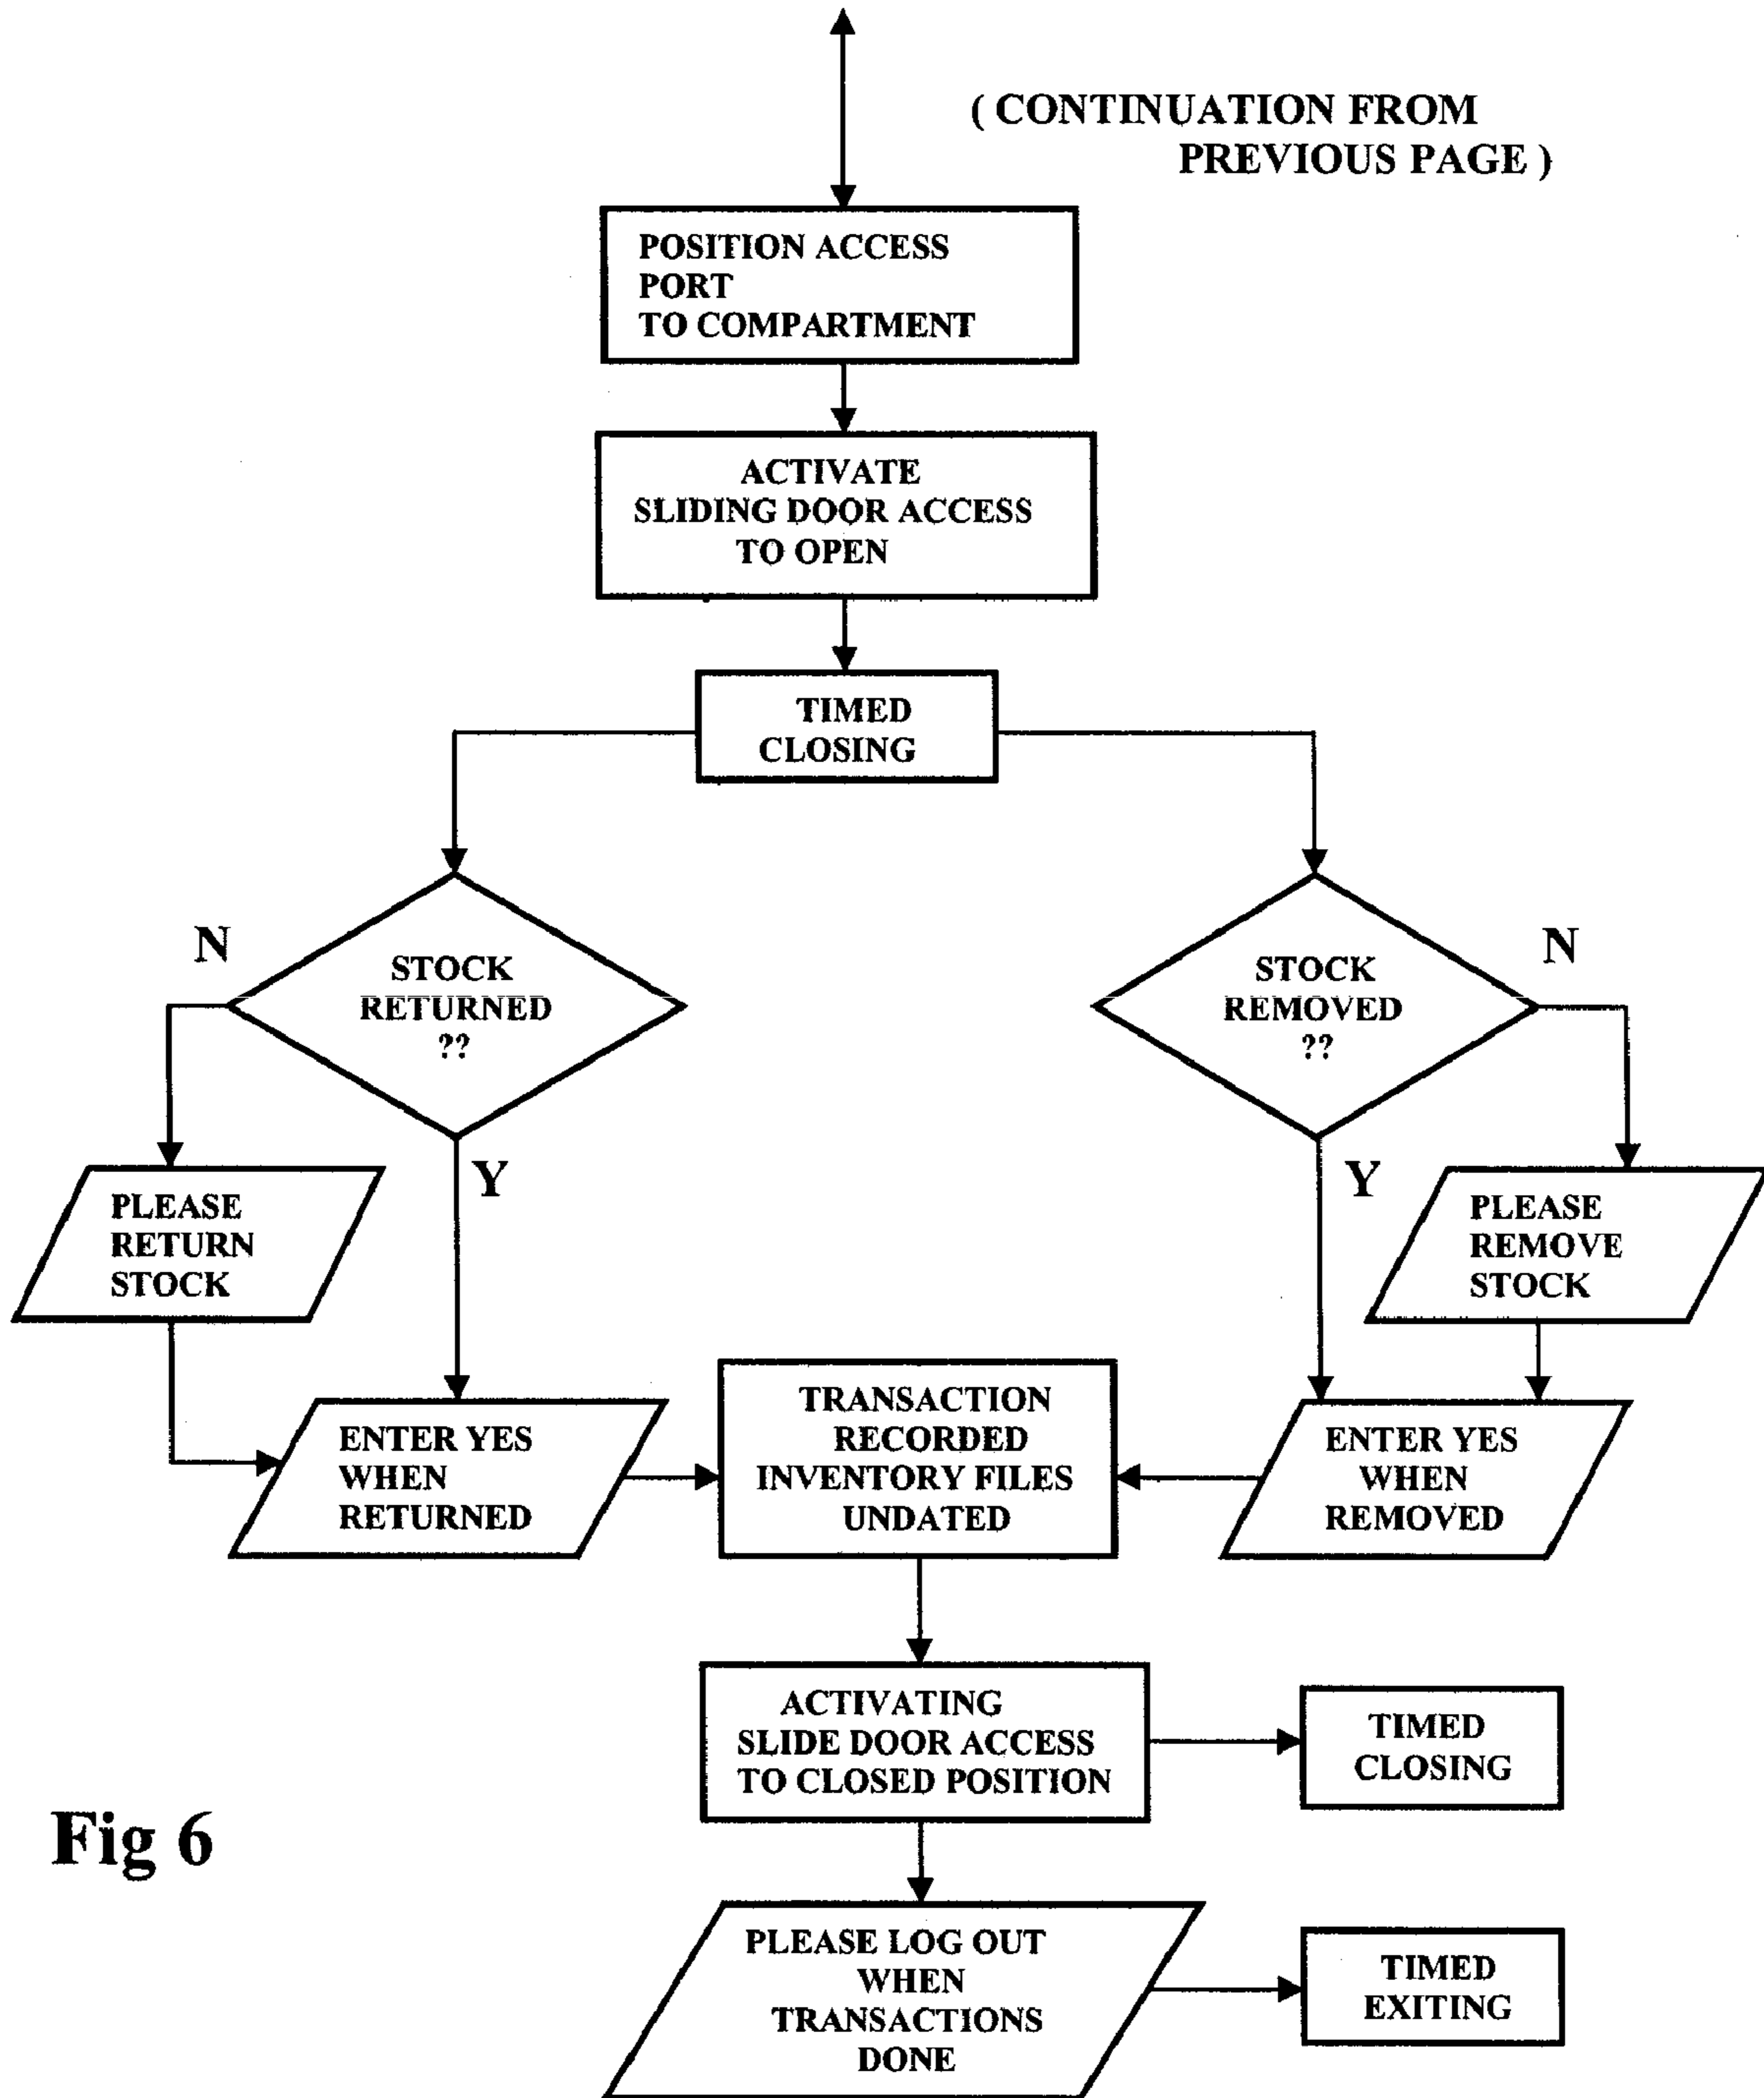 ( CONTINUATION FROM
PREVIOUS PAGE )
POSITION ACCESS
PORT
TO COMPARTMENT
ACTIVATE
SLIDING DOOR ACCESS
TO OPEN
TIMED
CLOSING
N
STOCK
RETURNED
??
Y
PLEASE
RETURN
STOCK
ENTER YES
WHEN
RETURNED
STOCK
REMOVED
??
N
Y
PLEASE
REMOVE
STOCK
ENTER YES
WHEN
REMOVED
TRANSACTION
RECORDED
INVENTORY FILES
UNDATED
ACTIVATING
SLIDE DOOR ACCESS
TO CLOSED POSITION
TIMED
CLOSING
PLEASE LOG OUT
WHEN
TRANSACTIONS
DONE
TIMED
EXITING
Fig 6